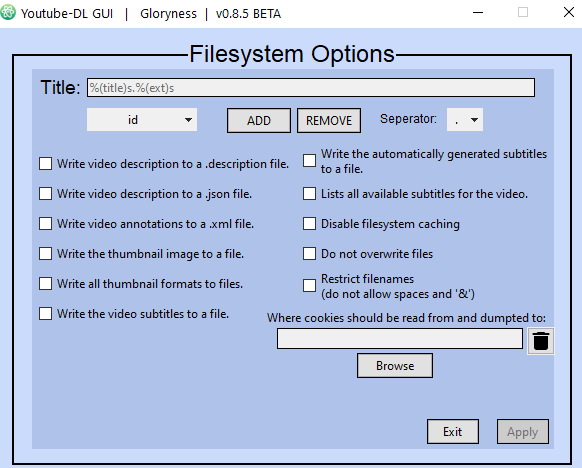 Youtube-DL GUI | Gloryness | v0.8.5 BETA
Filesystem Options
Title: %(title)s.%(ext)s
id ADD REMOVE Seperator: .
Write video description to a .description file.
Write video description to a .json file.
Write video annotations to a .xml file.
Write the thumbnail image to a file.
Write all thumbnail formats to files.
Write the video subtitles to a file.
Write the automatically generated subtitles
to a file.
Lists all available subtitles for the video.
Disable filesystem caching
Do not overwrite files
Restrict filenames
(do not allow spaces and '&')
Where cookies should be read from and dumpted to:
Browse
Exit Apply